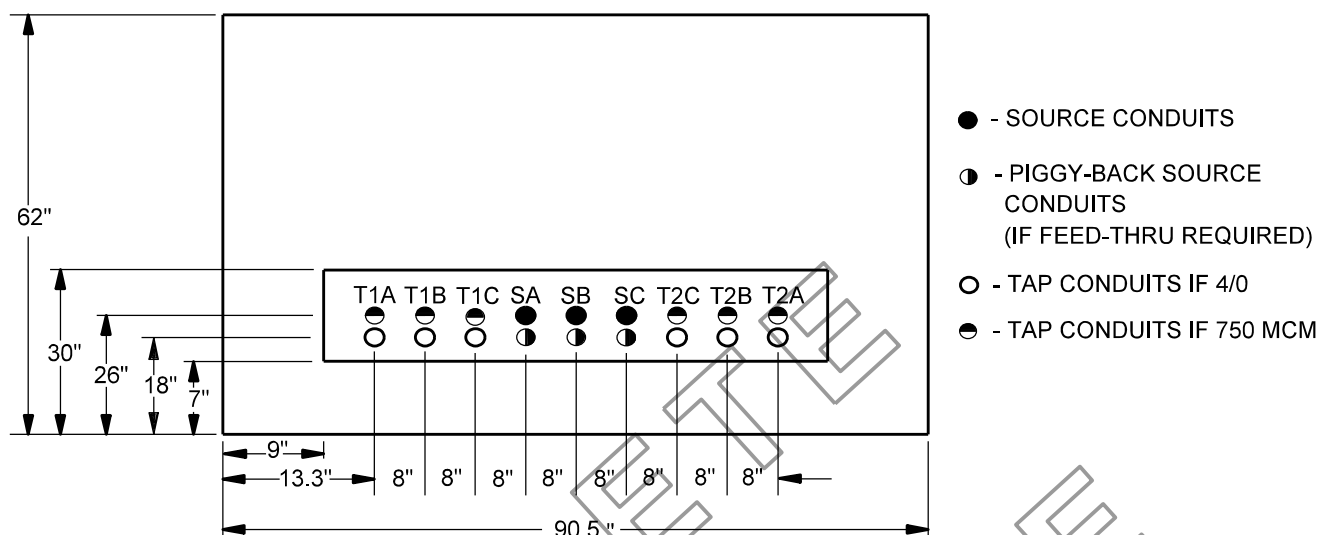 62"
30"
26"
18"
7"
T1A T1B T1C SA SB SC T2C T2B T2A
9"
13.3" 8" 8" 8" 8" 8" 8" 8" 8"
90.5"
- SOURCE CONDUITS
- PIGGY-BACK SOURCE
CONDUITS
(IF FEED-THRU REQUIRED)
- TAP CONDUITS IF 4/0
- TAP CONDUITS IF 750 MCM
E T E